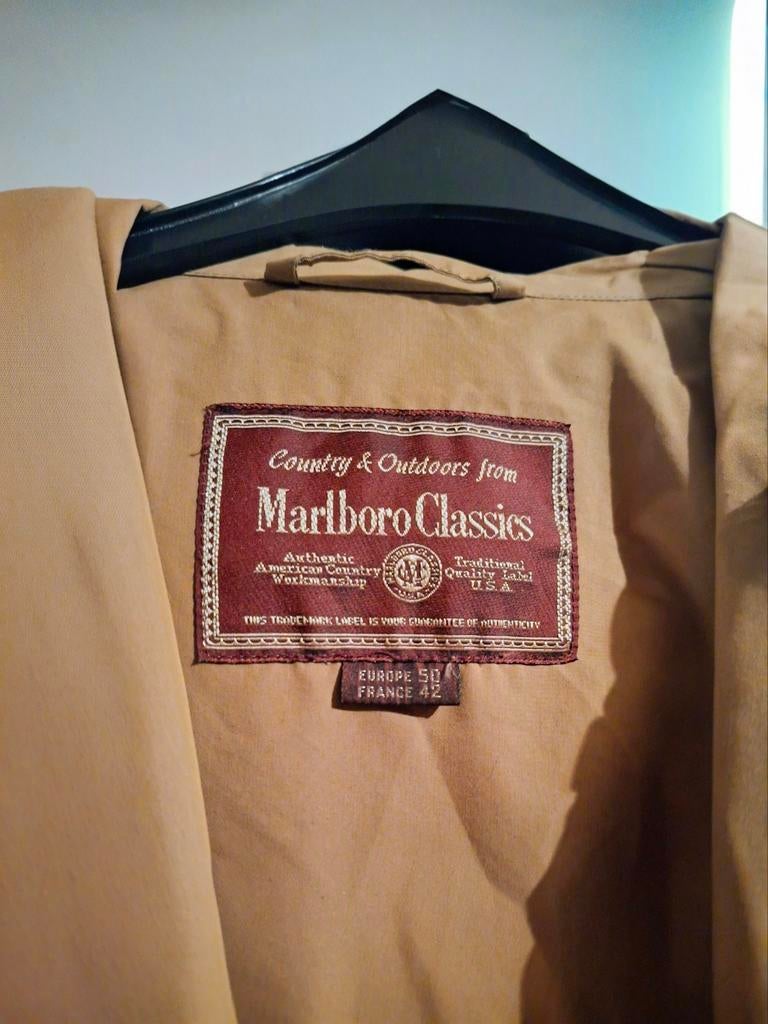 Country & Outdoors from
Marlboro Classics
Authentic
American Country
Workmanship
Traditional
Quality Label
U.S.A.
THIS TRADEMARK LABEL IS YOUR GUARANTEE OF AUTHENTICITY
EUROPE 50
FRANCE 42